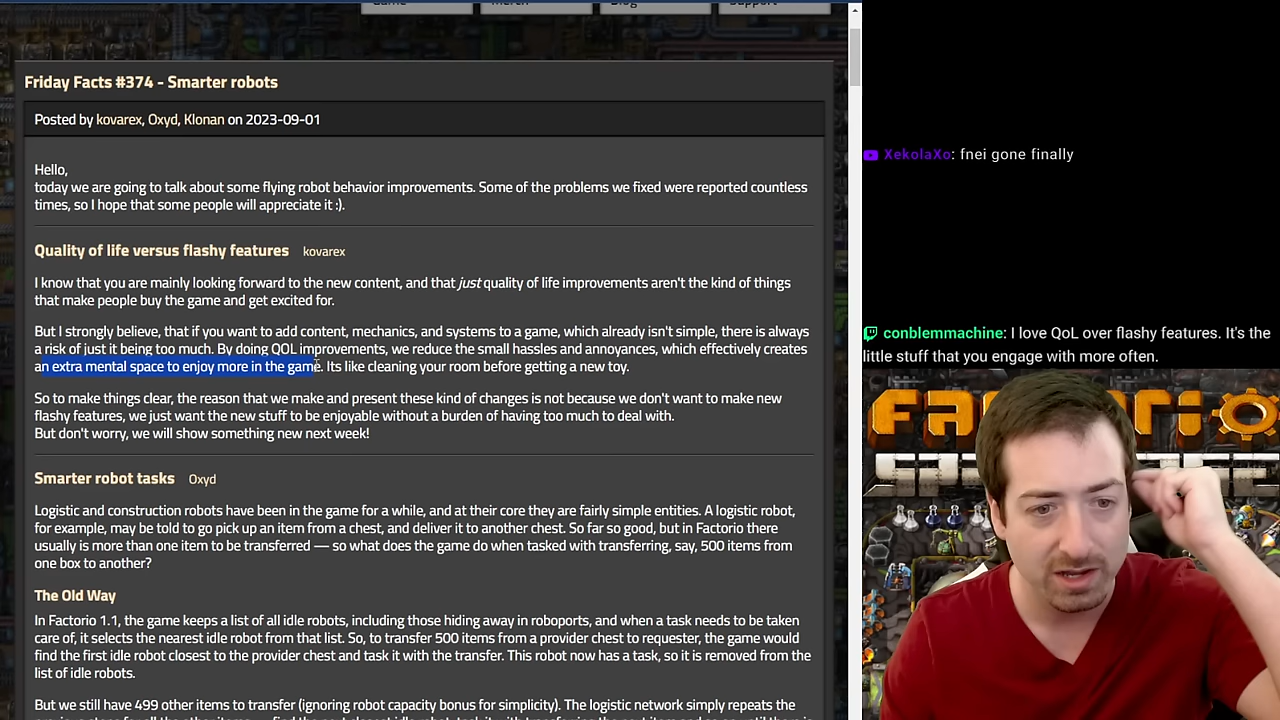 Friday Facts #374 - Smarter robots
Posted by kovarex, Oxyd, Klonan on 2023-09-01
Hello,
today we are going to talk about some flying robot behavior improvements. Some of the problems we fixed were reported countless
times, so I hope that some people will appreciate it :).
Quality of life versus flashy features kovarex
I know that you are mainly looking forward to the new content, and that just quality of life improvements aren't the kind of things
that make people buy the game and get excited for.
But I strongly believe, that if you want to add content, mechanics, and systems to a game, which already isn't simple, there is always
a risk of just it being too much. By doing QOL improvements, we reduce the small hassles and annoyances, which effectively creates
an extra mental space to enjoy more in the game. Its like cleaning your room before getting a new toy.
So to make things clear, the reason that we make and present these kind of changes is not because we don't want to make new
flashy features, we just want the new stuff to be enjoyable without a burden of having too much to deal with.
But don't worry, we will show something new next week!
Smarter robot tasks Oxyd
Logistic and construction robots have been in the game for a while, and at their core they are fairly simple entities. A logistic robot,
for example, may be told to go pick up an item from a chest, and deliver it to another chest. So far so good, but in Factorio there
usually is more than one item to be transferred — so what does the game do when tasked with transferring, say, 500 items from
one box to another?
The Old Way
In Factorio 1.1, the game keeps a list of all idle robots, including those hiding away in roboports, and when a task needs to be taken
care of, it selects the nearest idle robot from that list. So, to transfer 500 items from a provider chest to requester, the game would
find the first idle robot closest to the provider chest and task it with the transfer. This robot now has a task, so it is removed from the
list of idle robots.
But we still have 499 other items to transfer (ignoring robot capacity bonus for simplicity). The logistic network simply repeats the
XekolaXo: fnei gone finally
conblemmachine: I love QoL over flashy features. It's the
little stuff that you engage with more often.